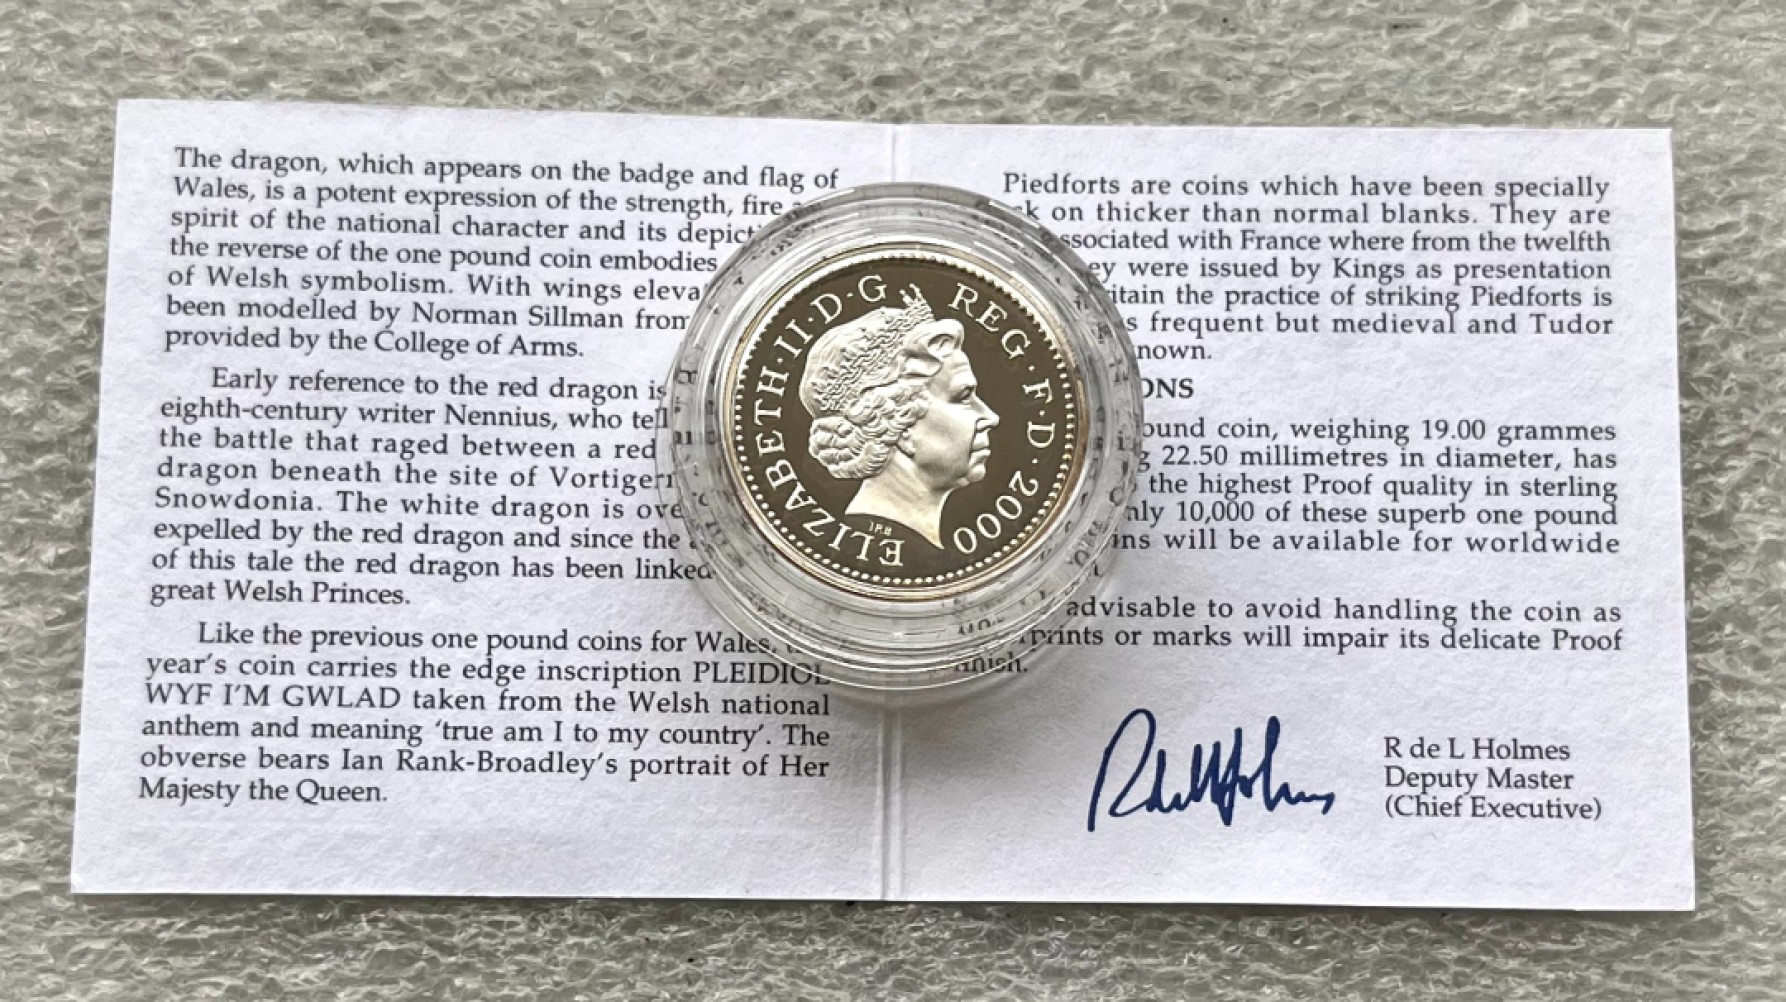 The dragon, which appears on the badge and flag of
Wales, is a potent expression of the strength, fire
spirit of the national character and its depict
the reverse of the one pound coin embodies
of Welsh symbolism. With wings eleva
been modelled by Norman Sillman from
provided by the College of Arms.
Early reference to the red dragon is
eighth-century writer Nennius, who tell
the battle that raged between a red
dragon beneath the site of Vortiger
Snowdonia. The white dragon is ove
expelled by the red dragon and since the
of this tale the red dragon has been linked
great Welsh Princes.
Like the previous one pound coins for Wales,
year's coin carries the edge inscription PLEIDIOL
WYF I'M GWLAD taken from the Welsh national
anthem and meaning 'true am I to my country'. The
obverse bears Ian Rank-Broadley's portrait of Her
Majesty the Queen.
ELIZABETH·II·D·G REG·F·D·2000
IRB
Piedforts are coins which have been specially
k on thicker than normal blanks. They are
ssociated with France where from the twelfth
ey were issued by Kings as presentation
itain the practice of striking Piedforts is
s frequent but medieval and Tudor
nown.
ONS
ound coin, weighing 19.00 grammes
g 22.50 millimetres in diameter, has
the highest Proof quality in sterling
nly 10,000 of these superb one pound
ins will be available for worldwide
advisable to avoid handling the coin as
prints or marks will impair its delicate Proof
inish.
R de L Holmes
Deputy Master
(Chief Executive)